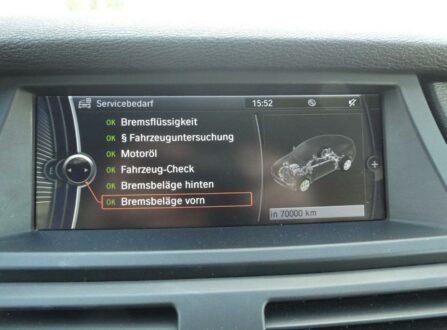 Servicebedarf 15:52
OK Bremsflüssigkeit
OK § Fahrzeuguntersuchung
OK Motoröl
OK Fahrzeug-Check
OK Bremsbeläge hinten
OK Bremsbeläge vorn
in 70000 km